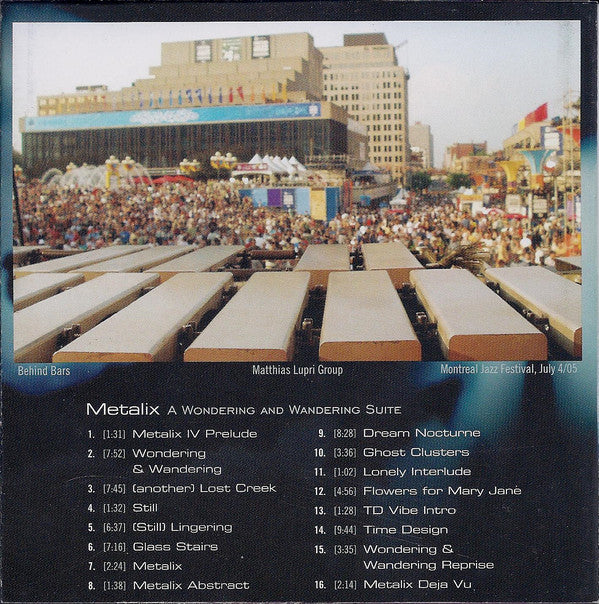 Behind Bars
Matthias Lupri Group
Montreal Jazz Festival, July 4/05
Metalix A Wondering and Wandering Suite
1. [1:31] Metalix IV Prelude
2. [7:52] Wondering
& Wandering
3. [7:45] (another) Lost Creek
4. [1:32] Still
5. [6:37] (Still) Lingering
6. [7:16] Glass Stairs
7. [2:24] Metalix
8. [1:38] Metalix Abstract
9. [8:28] Dream Nocturne
10. [3:36] Ghost Clusters
11. [1:02] Lonely Interlude
12. [4:56] Flowers for Mary Janè
13. [1:28] TD Vibe Intro
14. [9:44] Time Design
15. [3:35] Wondering &
Wandering Reprise
16. [2:14] Metalix Deja Vu